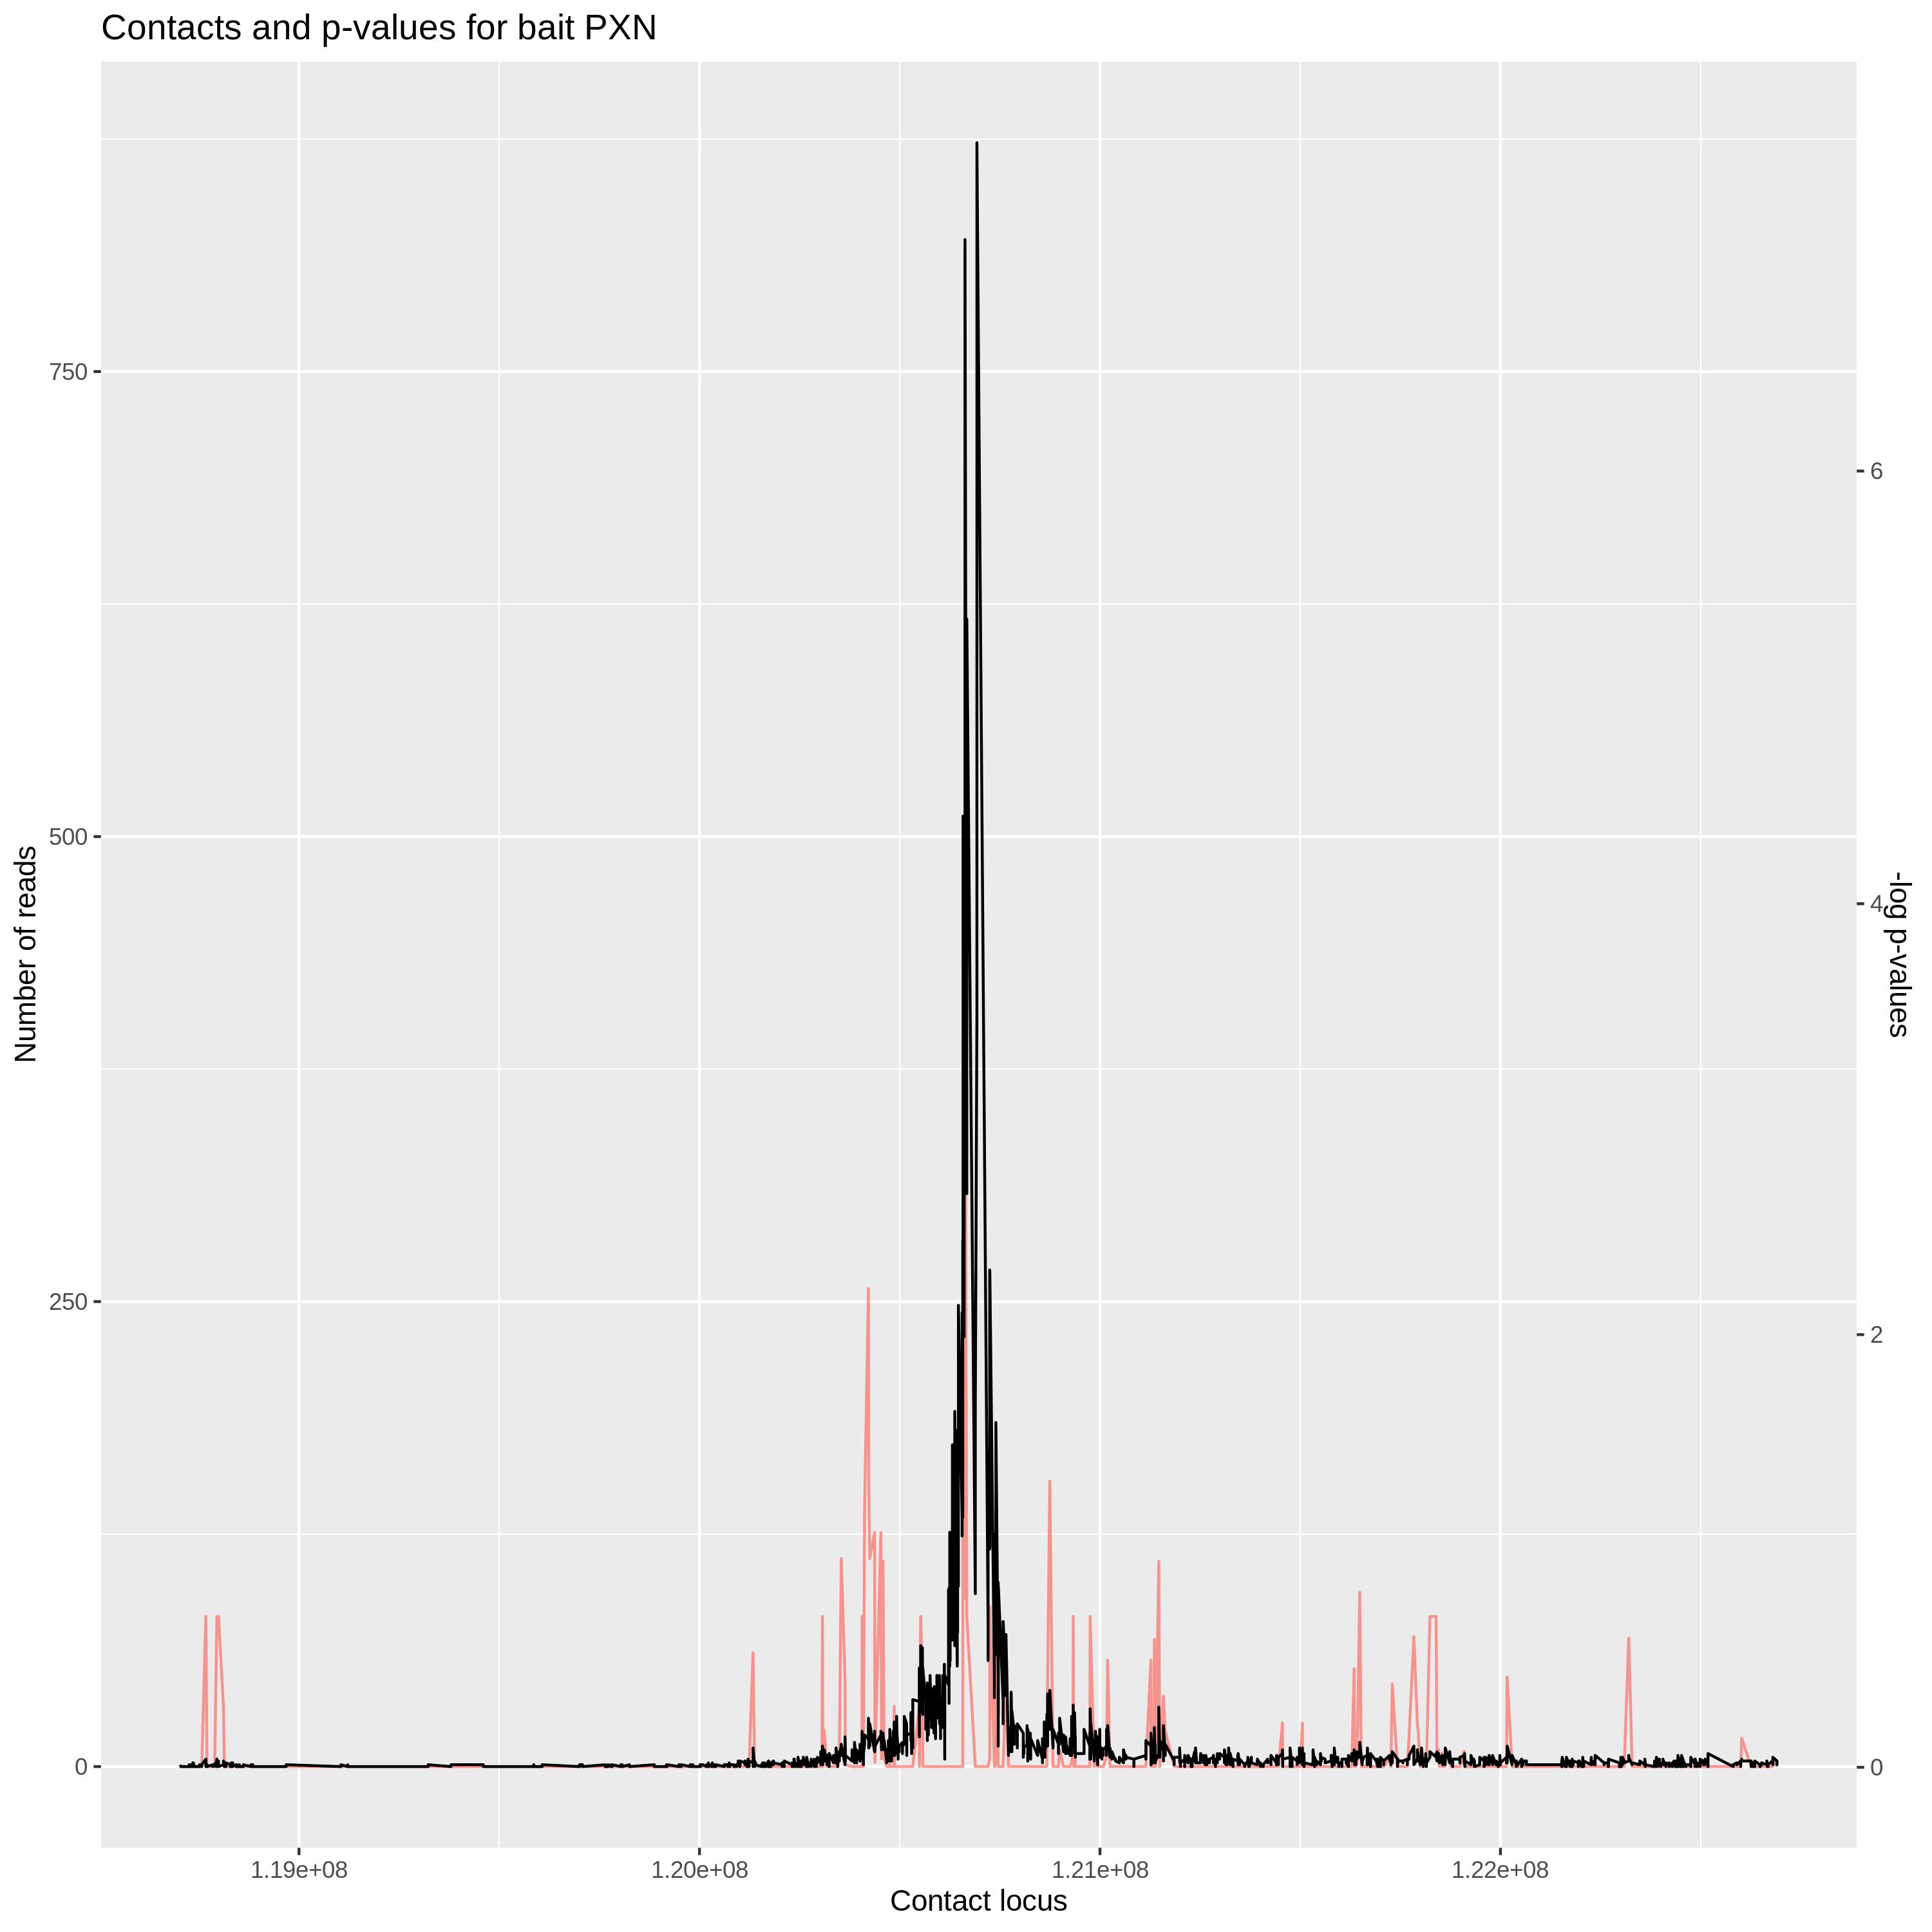 Contacts and p-values for bait PXN
Number of reads
750
500
250
0
6
4
2
0
-log p-values
1.19e+08
1.20e+08
1.21e+08
1.22e+08
Contact locus